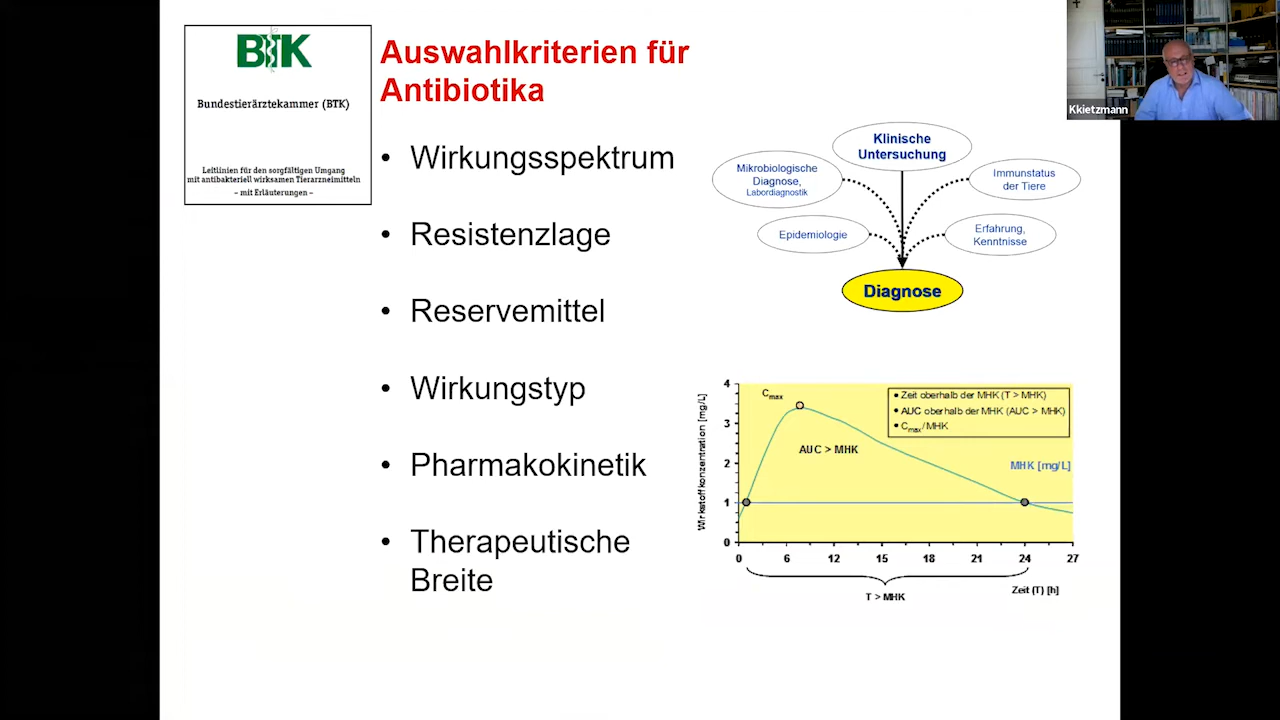 BTK
Bundestierärztekammer (BTK)
Leitlinien für den sorgfältigen Umgang
mit antibakteriell wirksamen Tierarzneimitteln
– mit Erläuterungen –
Auswahlkriterien für
Antibiotika
• Wirkungsspektrum
• Resistenzlage
• Reservemittel
• Wirkungstyp
• Pharmakokinetik
• Therapeutische
Breite
Kkietzmann
Klinische
Untersuchung
Mikrobiologische
Diagnose,
Labordiagnostik
Immunstatus
der Tiere
Epidemiologie
Erfahrung,
Kenntnisse
Diagnose
Wirkstoffkonzentration [mg/L]
4
3
2
1
0
Cmax
• Zeit oberhalb der MHK (T > MHK)
• AUC oberhalb der MHK (AUC > MHK)
• Cmax/MHK
AUC > MHK
MHK [mg/L]
0 6 12 15 18 21 24 27
T > MHK
Zeit (T) [h]